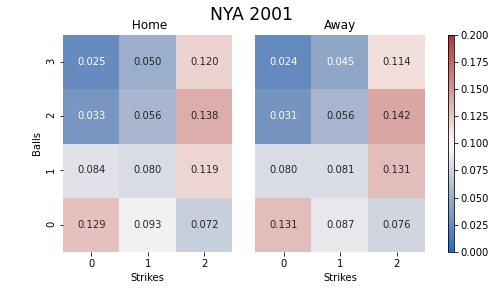 NYA 2001
Home
Away
Balls
3
0.025 0.050 0.120
0.024 0.045 0.114
2
0.033 0.056 0.138
0.031 0.056 0.142
1
0.084 0.080 0.119
0.080 0.081 0.131
0
0.129 0.093 0.072
0.131 0.087 0.076
0 1 2
0 1 2
Strikes
Strikes
0.200
0.175
0.150
0.125
0.100
0.075
0.050
0.025
0.000